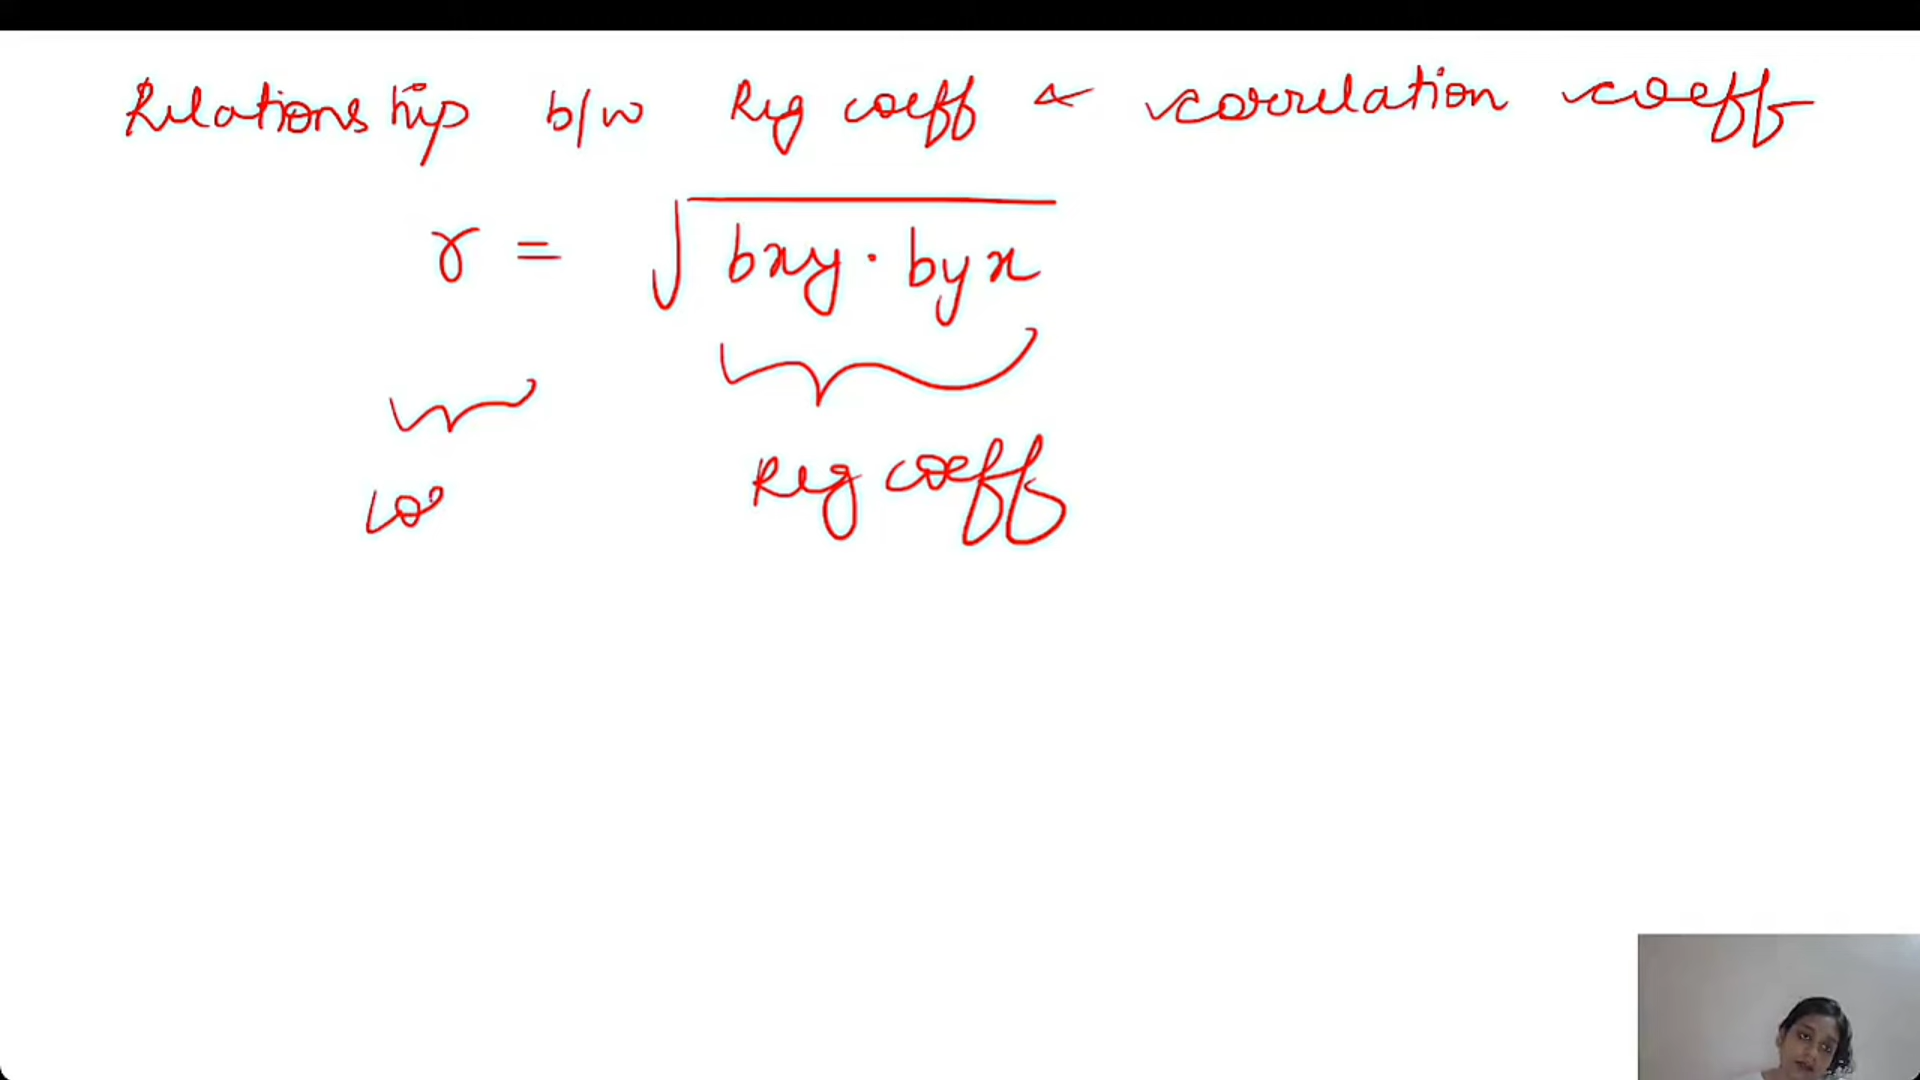 Relationship b/w Reg coeff & correlation coeff
r = √bxy · byx
Reg coeff